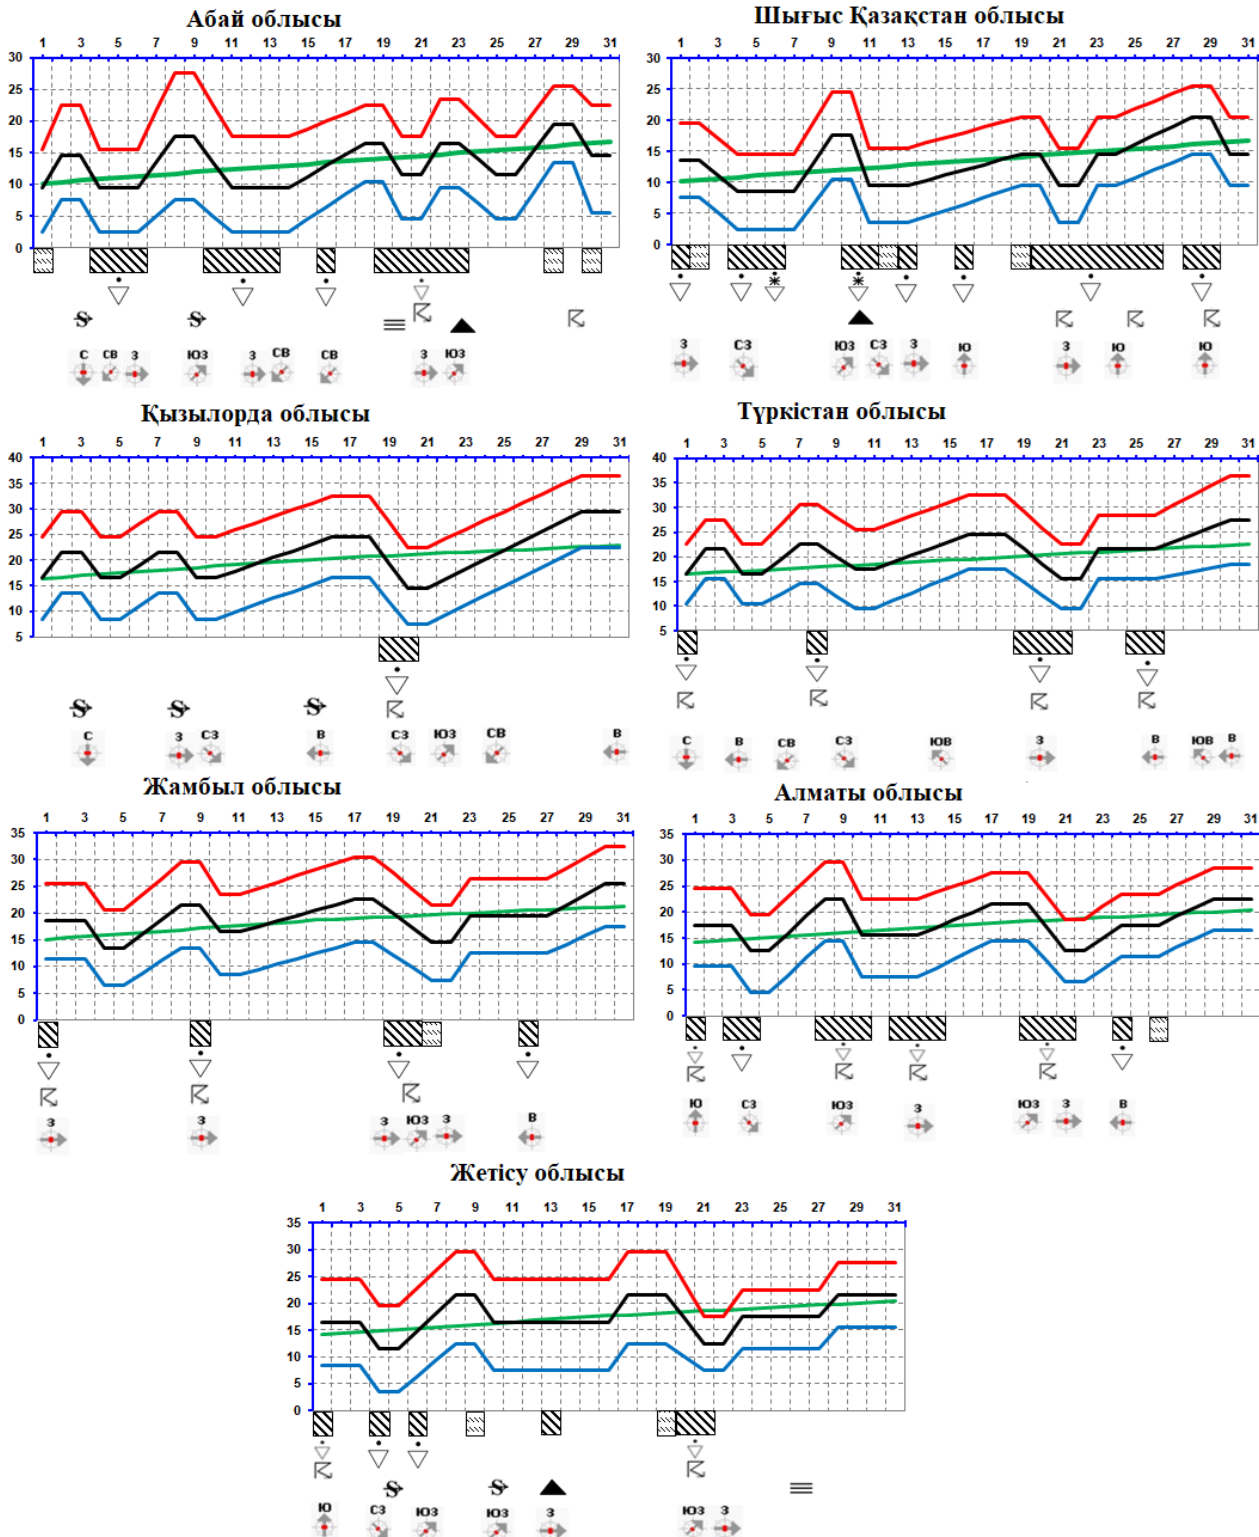 Абай облысы
1 3 5 7 9 11 13 15 17 19 21 23 25 27 29 31
30
25
20
15
10
5
0
S S
С СВ З ЮЗ З СВ СВ З ЮЗ
Шығыс Қазақстан облысы
1 3 5 7 9 11 13 15 17 19 21 23 25 27 29 31
30
25
20
15
10
5
0
З СЗ ЮЗ СЗ З Ю З Ю Ю
Қызылорда облысы
1 3 5 7 9 11 13 15 17 19 21 23 25 27 29 31
40
35
30
25
20
15
10
5
S S S
С З СЗ В СЗ ЮЗ СВ В
Түркістан облысы
1 3 5 7 9 11 13 15 17 19 21 23 25 27 29 31
40
35
30
25
20
15
10
5
С В СВ СЗ ЮВ З В ЮВ В
Жамбыл облысы
1 3 5 7 9 11 13 15 17 19 21 23 25 27 29 31
35
30
25
20
15
10
5
0
З З З ЮЗ З В
Алматы облысы
1 3 5 7 9 11 13 15 17 19 21 23 25 27 29 31
35
30
25
20
15
10
5
0
Ю СЗ ЮЗ З ЮЗ З В
Жетісу облысы
1 3 5 7 9 11 13 15 17 19 21 23 25 27 29 31
35
30
25
20
15
10
5
0
S S
Ю СЗ ЮЗ ЮЗ З ЮЗ З